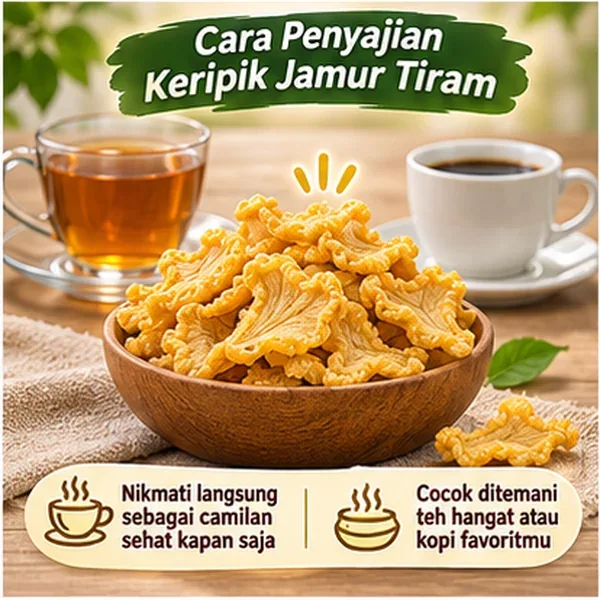 Cara Penyajian
Keripik Jamur Tiram
Nikmati langsung
sebagai camilan
sehat kapan saja
Cocok ditemani
teh hangat atau
kopi favoritmu